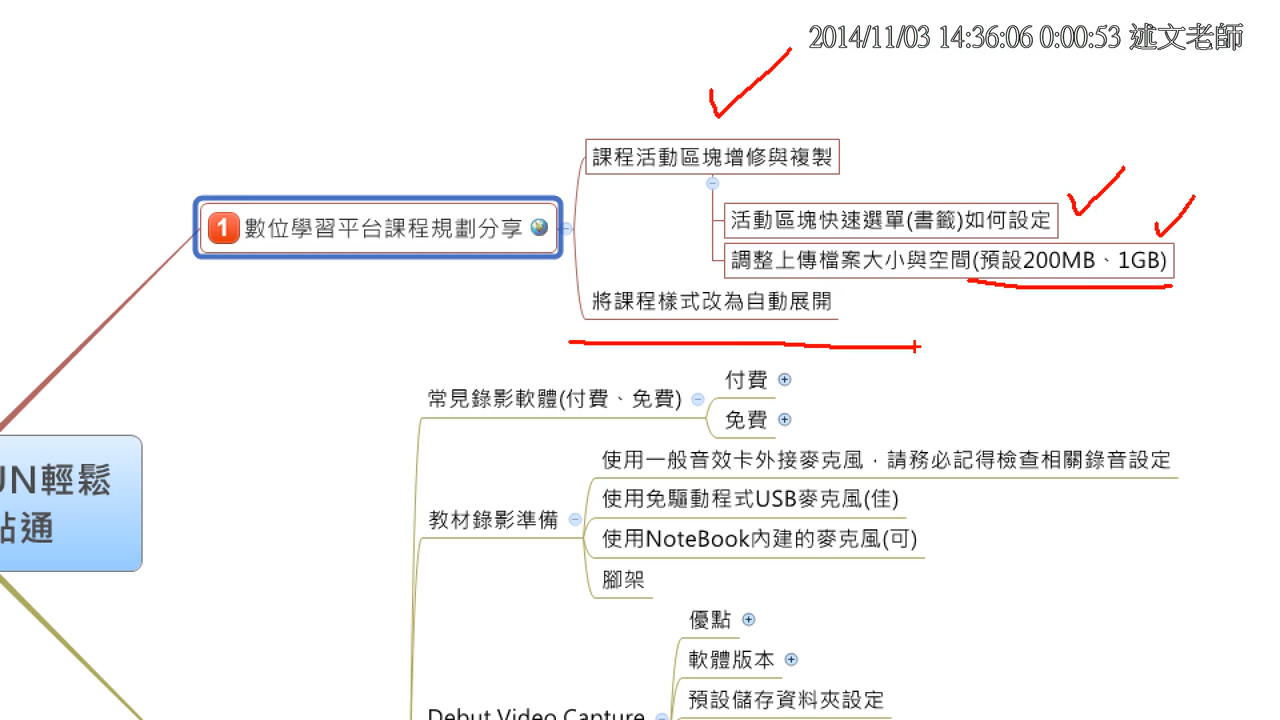 2014/11/03 14:36:06 0:00:53 述文老師
課程活動區塊增修與複製
1 數位學習平台課程規劃分享
活動區塊快速選單(書籤)如何設定
調整上傳檔案大小與空間(預設200MB、1GB)
將課程樣式改為自動展開
常見錄影軟體(付費、免費)
付費
免費
UN輕鬆
點通
教材錄影準備
使用一般音效卡外接麥克風，請務必記得檢查相關錄音設定
使用免驅動程式USB麥克風(佳)
使用NoteBook內建的麥克風(可)
腳架
Debut Video Capture
優點
軟體版本
預設儲存資料夾設定